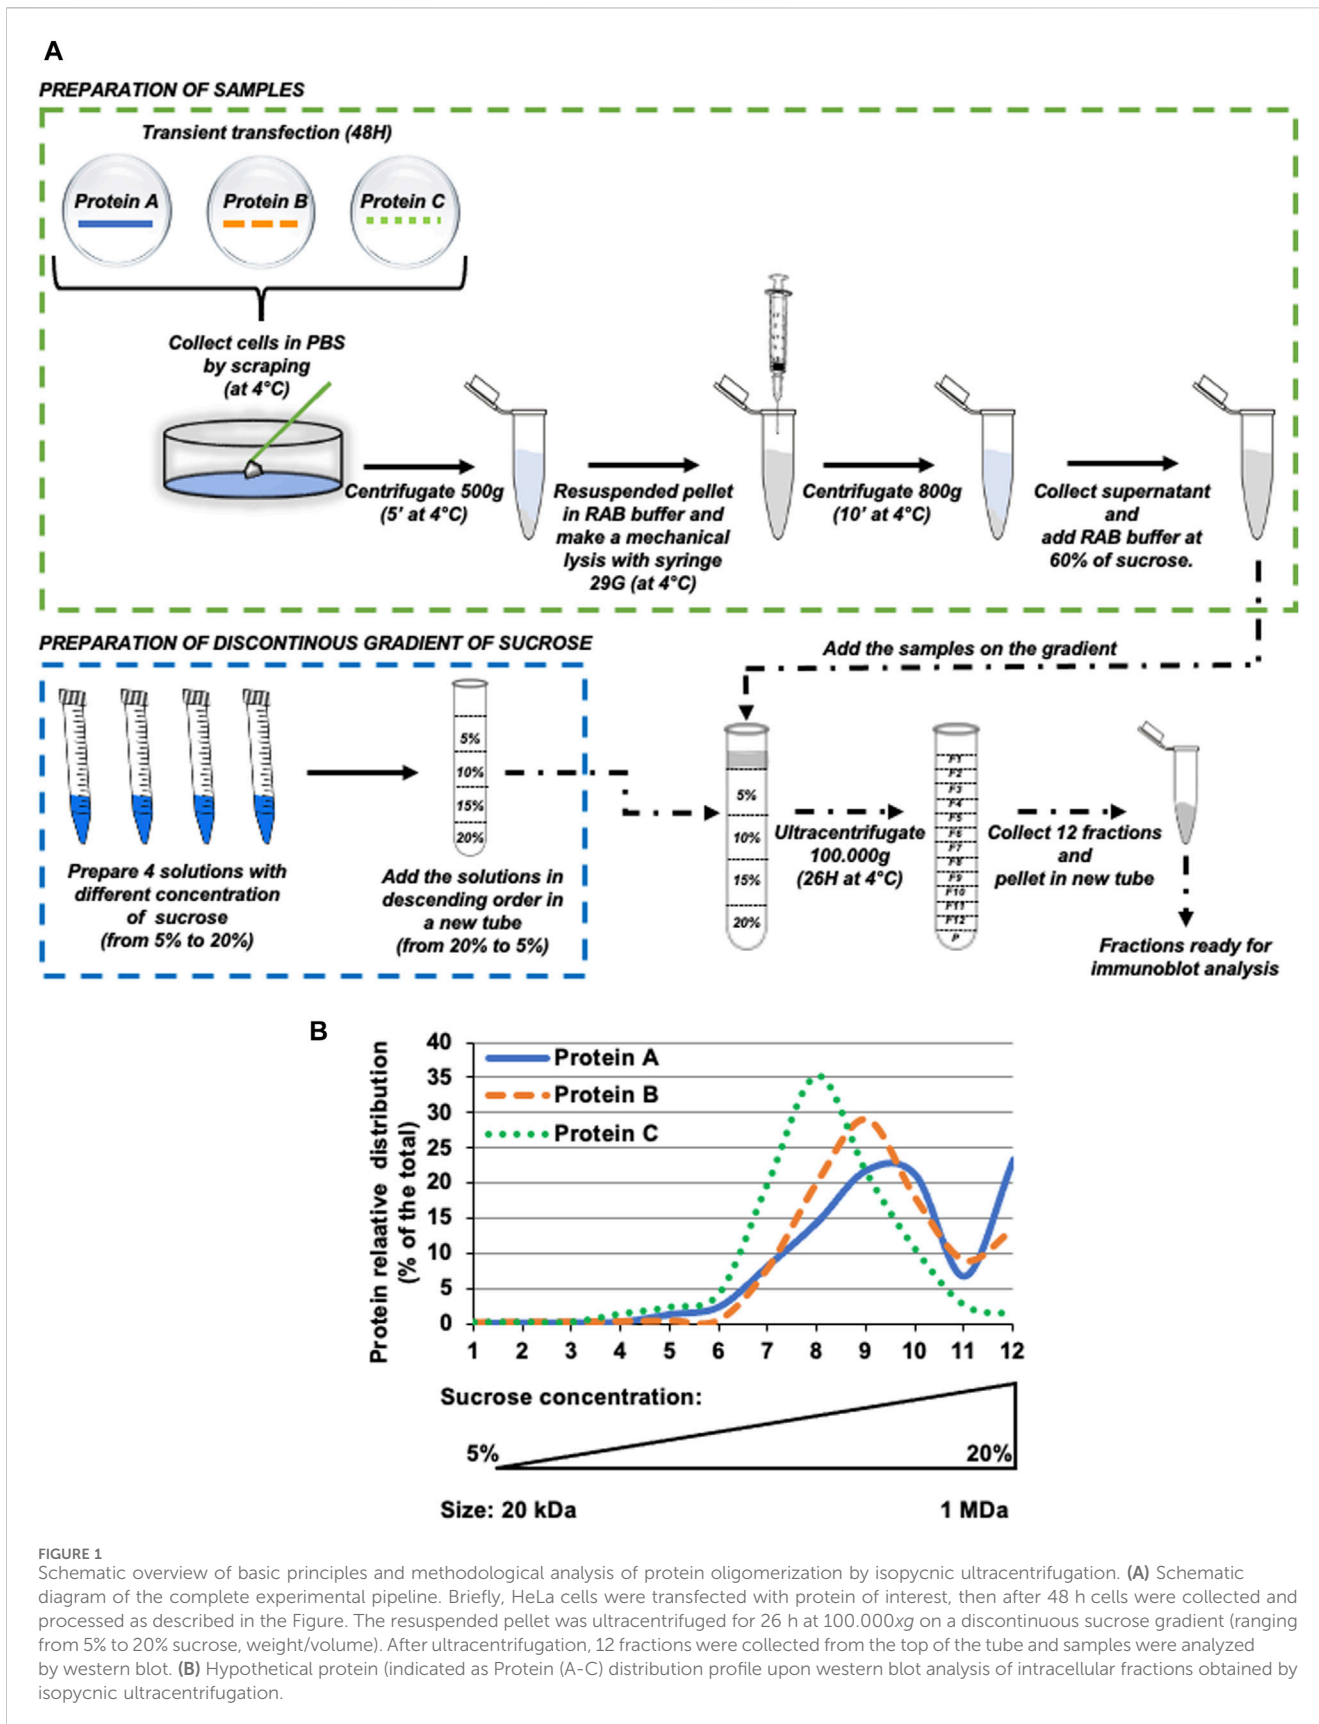 A
PREPARATION OF SAMPLES
Transient transfection (48H)
Protein A
Protein B
Protein C
Collect cells in PBS
by scraping
(at 4°C)
Centrifugate 500g
(5' at 4°C)
Resuspended pellet
in RAB buffer and
make a mechanical
lysis with syringe
29G (at 4°C)
Centrifugate 800g
(10' at 4°C)
Collect supernatant
and
add RAB buffer at
60% of sucrose.
PREPARATION OF DISCONTINOUS GRADIENT OF SUCROSE
Add the samples on the gradient
5%
10%
15%
20%
Prepare 4 solutions with
different concentration
of sucrose
(from 5% to 20%)
Add the solutions in
descending order in
a new tube
(from 20% to 5%)
5%
10%
15%
20%
Ultracentrifugate
100.000g
(26H at 4°C)
F1
F2
F3
F4
F5
F6
F7
F8
F9
F10
F11
F12
P
Collect 12 fractions
and
pellet in new tube
Fractions ready for
immunoblot analysis
B
Protein relaative distribution
(% of the total)
40
35
30
25
20
15
10
5
0
Protein A
Protein B
Protein C
1 2 3 4 5 6 7 8 9 10 11 12
Sucrose concentration:
5% 20%
Size: 20 kDa 1 MDa
FIGURE 1
Schematic overview of basic principles and methodological analysis of protein oligomerization by isopycnic ultracentrifugation. (A) Schematic
diagram of the complete experimental pipeline. Briefly, HeLa cells were transfected with protein of interest, then after 48 h cells were collected and
processed as described in the Figure. The resuspended pellet was ultracentrifuged for 26 h at 100.000xg on a discontinuous sucrose gradient (ranging
from 5% to 20% sucrose, weight/volume). After ultracentrifugation, 12 fractions were collected from the top of the tube and samples were analyzed
by western blot. (B) Hypothetical protein (indicated as Protein (A-C) distribution profile upon western blot analysis of intracellular fractions obtained by
isopycnic ultracentrifugation.